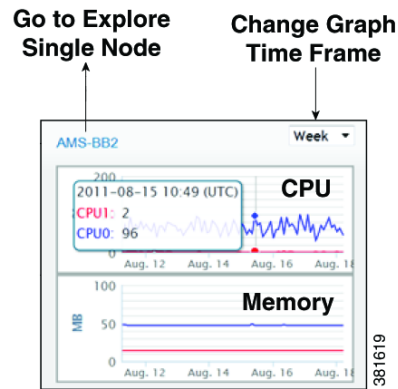 Go to Explore
Single Node
Change Graph
Time Frame
AMS-BB2
Week
200
2011-08-15 10:49 (UTC)
CPU1: 2
CPU0: 96
CPU
0
Aug. 12 Aug. 14 Aug. 16 Aug. 18
100
Memory
MB
50
0
Aug. 12 Aug. 14 Aug. 16 Aug. 18
381619